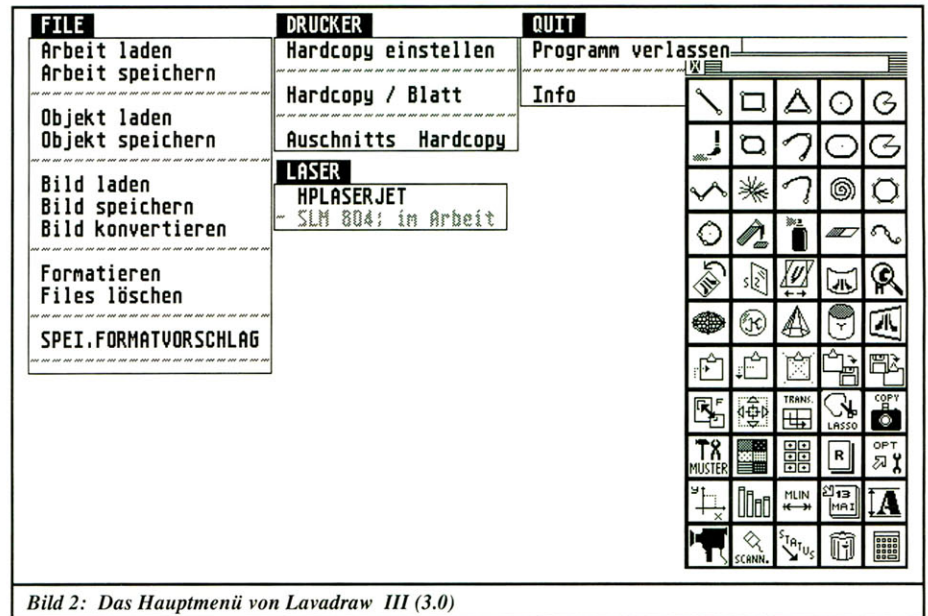 FILE
Arbeit laden
Arbeit speichern
Objekt laden
Objekt speichern
Bild laden
Bild speichern
Bild konvertieren
Formatieren
Files löschen
SPEI.FORMATVORSCHLAG
DRUCKER
Hardcopy einstellen
Hardcopy / Blatt
Auschnitts Hardcopy
LASER
HPLASERJET
- SLM 804: im Arbeit
QUIT
Programm verlassen
Info
TRANS.
LASSO
COPY
MUSTER
R
OPT
y
x
MLIN
13
MAI
A
SCANN.
STATUS
Bild 2: Das Hauptmenü von Lavadraw III (3.0)